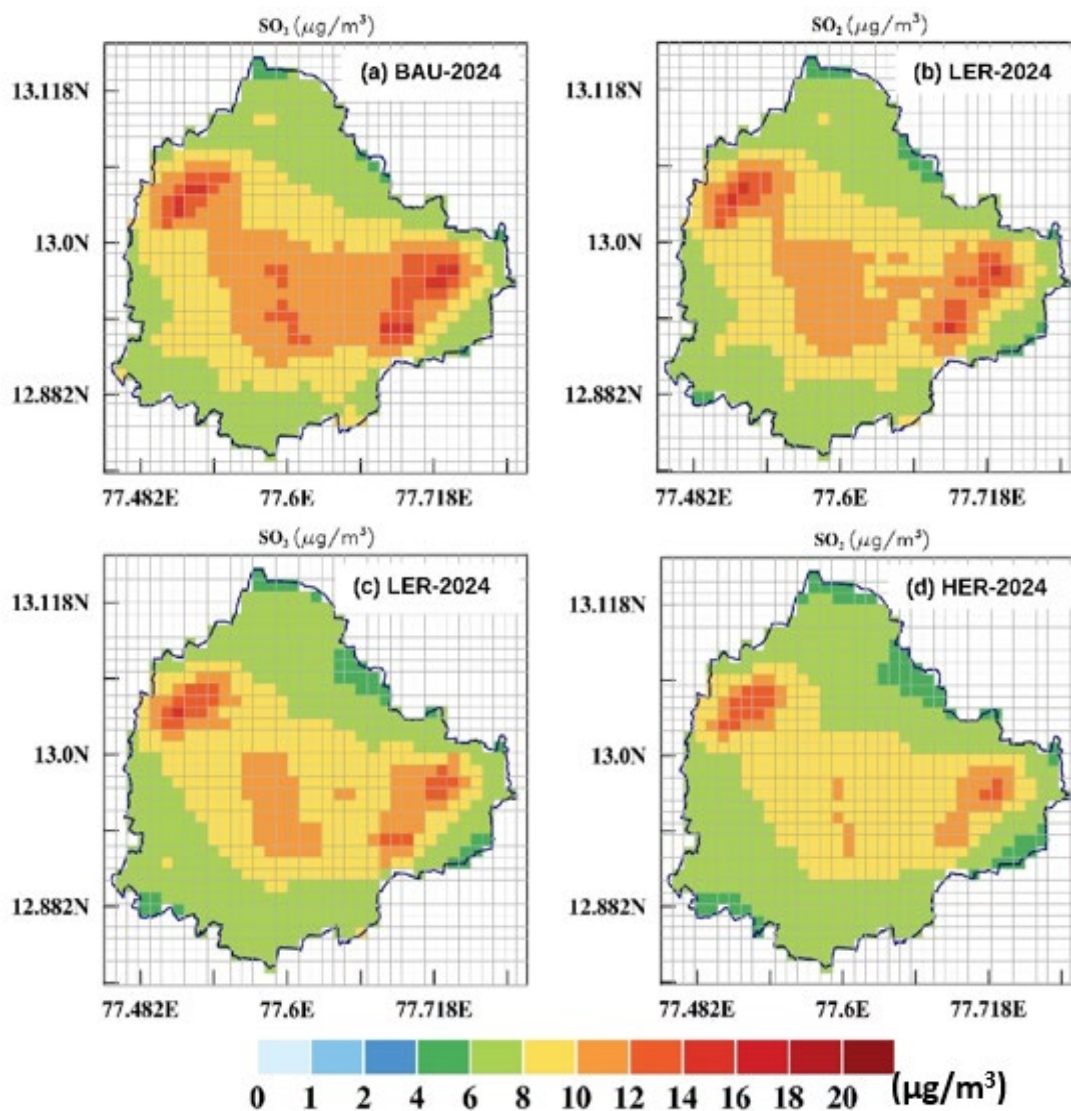 SO₂ (μg/m³)
SO₂ (μg/m³)
(a) BAU-2024
(b) LER-2024
13.118N
13.0N
12.882N
13.118N
13.0N
12.882N
77.482E 77.6E 77.718E
77.482E 77.6E 77.718E
SO₂ (μg/m³)
SO₂ (μg/m³)
(c) LER-2024
(d) HER-2024
13.118N
13.0N
12.882N
13.118N
13.0N
12.882N
77.482E 77.6E 77.718E
77.482E 77.6E 77.718E
0 1 2 4 6 8 10 12 14 16 18 20 (μg/m³)